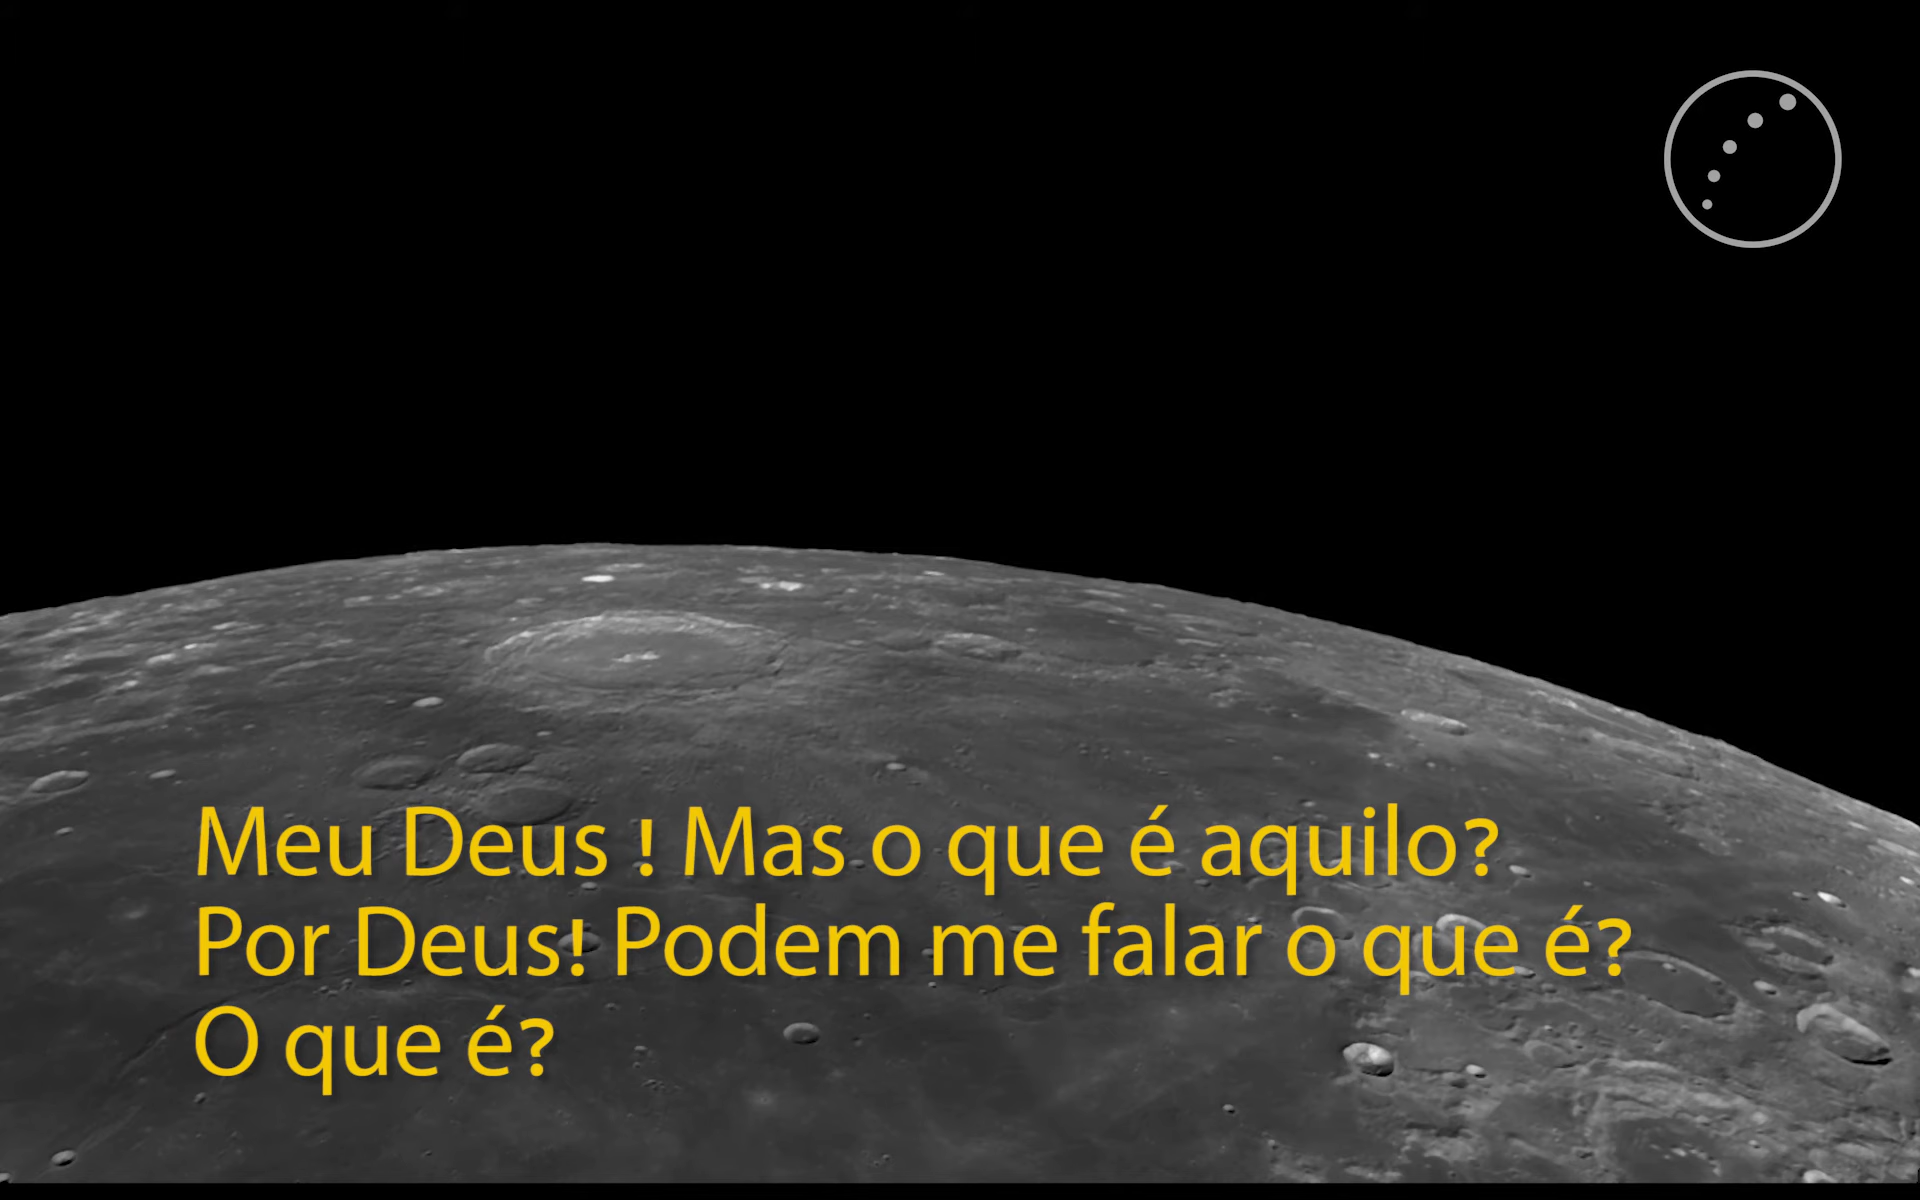 Meu Deus ! Mas o que é aquilo?
Por Deus! Podem me falar o que é?
O que é?